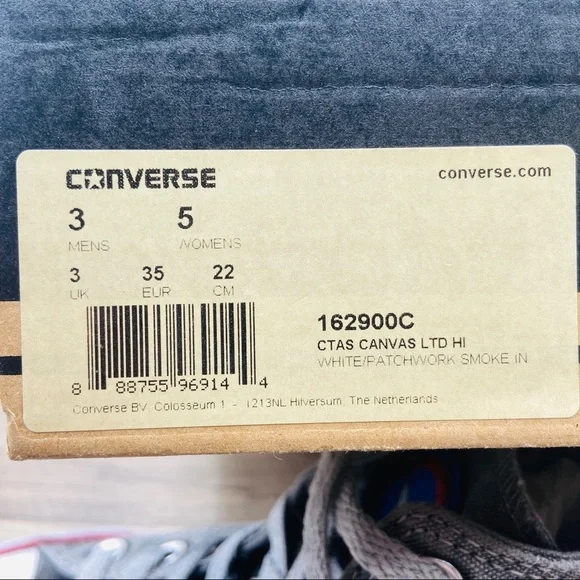 CONVERSE
converse.com
3 5
MENS WOMENS
3 35 22
UK EUR CM
162900C
CTAS CANVAS LTD HI
WHITE/PATCHWORK SMOKE IN
8 88755 96914 4
Converse BV, Colosseum 1 - 1213NL Hilversum, The Netherlands